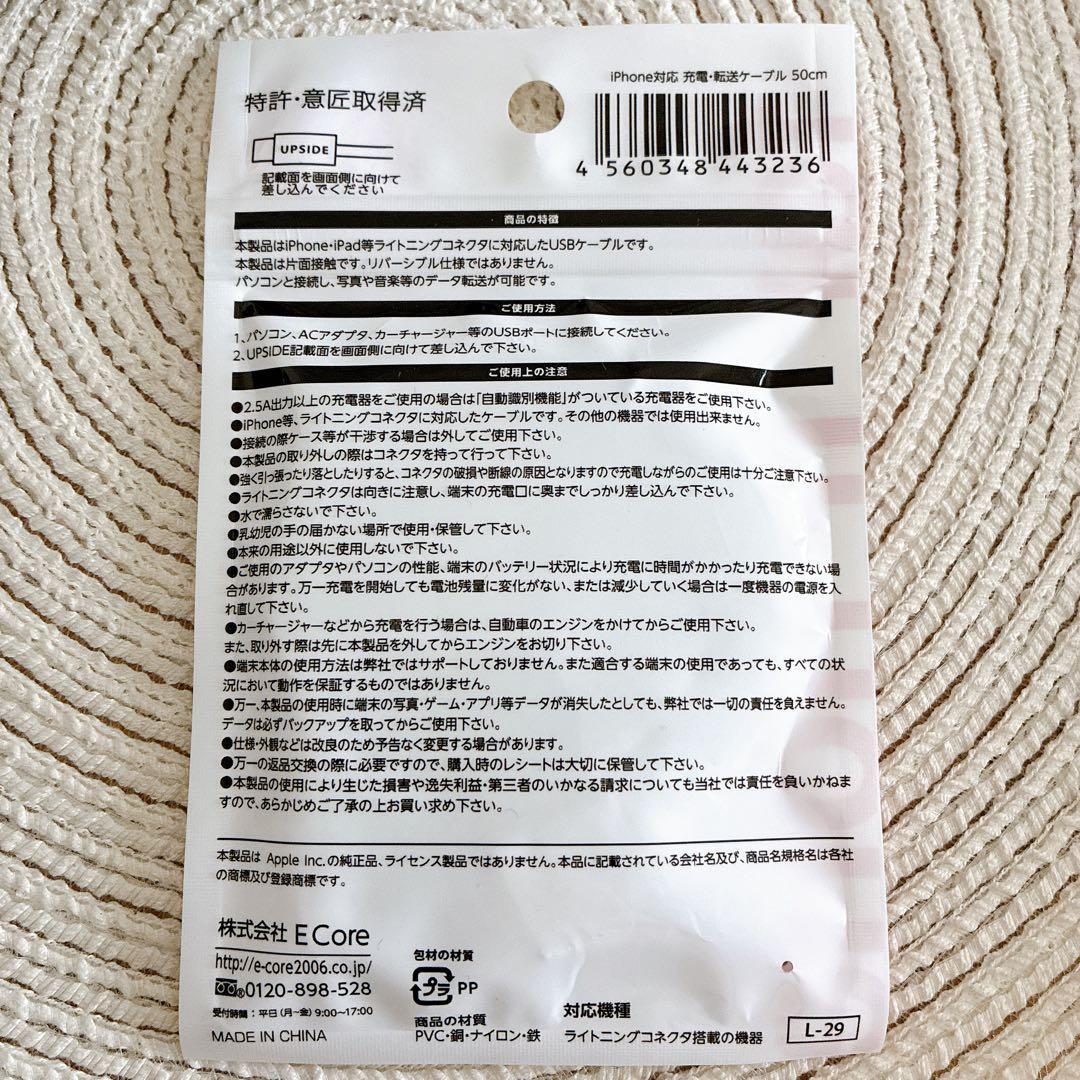 iPhone対応 充電・転送ケーブル 50cm
特許・意匠取得済
4 560348 443236
UPSIDE
記載面を画面側に向けて
差し込んでください
商品の特徴
本製品はiPhone・iPad等ライトニングコネクタに対応したUSBケーブルです。
本製品は片面接触です。リバーシブル仕様ではありません。
パソコンと接続し、写真や音楽等のデータ転送が可能です。
ご使用方法
1、パソコン、ACアダプタ、カーチャージャー等のUSBポートに接続してください。
2、UPSIDE記載面を画面側に向けて差し込んで下さい。
ご使用上の注意
●2.5A出力以上の充電器をご使用の場合は「自動識別機能」がついている充電器をご使用下さい。
●iPhone等、ライトニングコネクタに対応したケーブルです。その他の機器では使用出来ません。
●接続の際ケース等が干渉する場合は外してご使用下さい。
●本製品の取り外しの際はコネクタを持って行って下さい。
●強く引っ張ったり落としたりすると、コネクタの破損や断線の原因となりますので充電しながらのご使用は十分ご注意下さい。
●ライトニングコネクタは向きに注意し、端末の充電口に奥までしっかり差し込んで下さい。
●水で濡らさないで下さい。
●乳幼児の手の届かない場所で使用・保管して下さい。
●本来の用途以外に使用しないで下さい。
●ご使用のアダプタやパソコンの性能、端末のバッテリー状況により充電に時間がかかったり充電できない場
合があります。万一充電を開始しても電池残量に変化がない、または減少していく場合は一度機器の電源を入
れ直して下さい。
●カーチャージャーなどから充電を行う場合は、自動車のエンジンをかけてからご使用下さい。
また、取り外す際は先に本製品を外してからエンジンをお切り下さい。
●端末本体の使用方法は弊社ではサポートしておりません。また適合する端末の使用であっても、すべての状
況において動作を保証するものではありません。
●万一、本製品の使用時に端末の写真・ゲーム・アプリ等データが消失したとしても、弊社では一切の責任を負えません。
データは必ずバックアップを取ってからご使用下さい。
●仕様・外観などは改良のため予告なく変更する場合があります。
●万一の返品交換の際に必要ですので、購入時のレシートは大切に保管して下さい。
●本製品の使用により生じた損害や逸失利益・第三者のいかなる請求についても当社では責任を負いかねま
すので、あらかじめご了承の上お買い求め下さい。
本製品は Apple Inc.の純正品、ライセンス製品ではありません。本品に記載されている会社名及び、商品名規格名は各社
の商標及び登録商標です。
株式会社 E Core
http://e-core2006.co.jp/
0120-898-528
受付時間：平日（月〜金）9:00〜17:00
MADE IN CHINA
包材の材質
プラ PP
商品の材質
PVC・銅・ナイロン・鉄
対応機種
ライトニングコネクタ搭載の機器
L-29